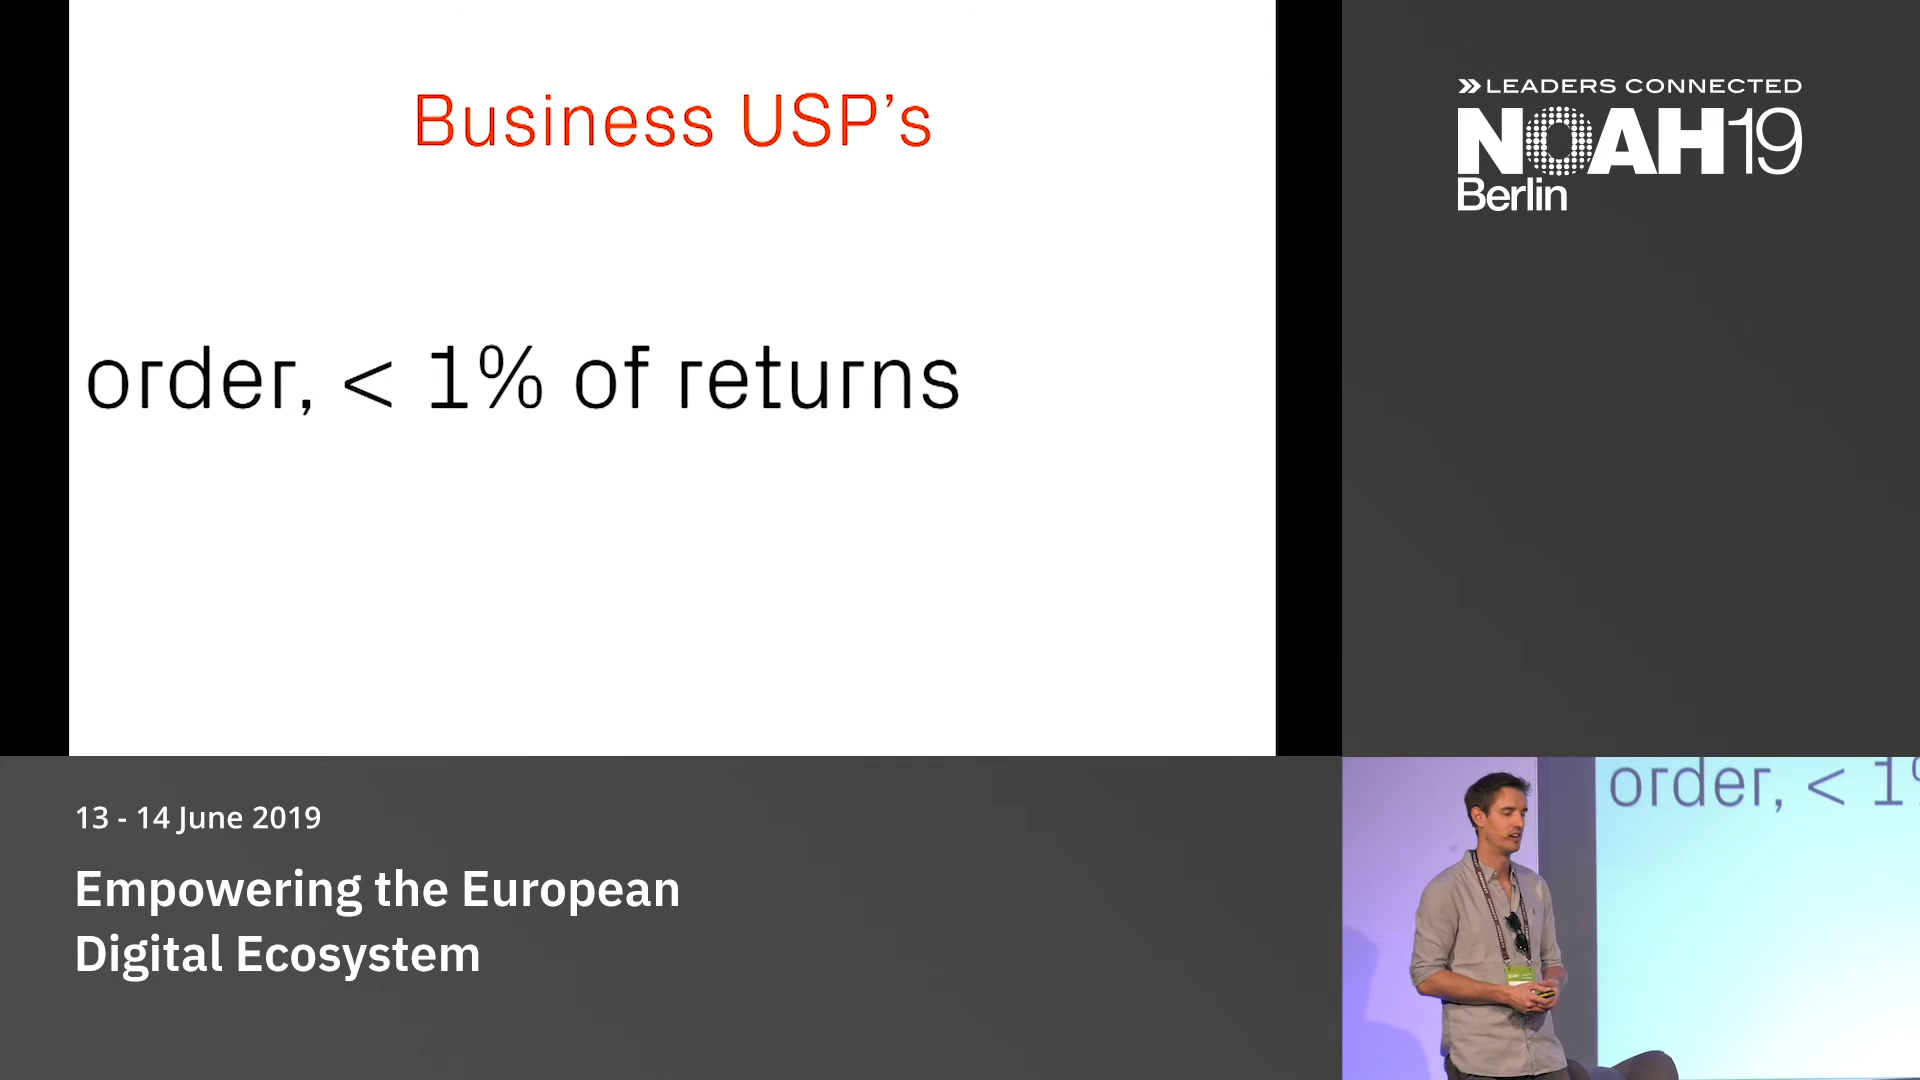 Business USP’s
order, < 1% of returns
LEADERS CONNECTED
NOAH19
Berlin
13 - 14 June 2019
Empowering the European
Digital Ecosystem
order, < 1%